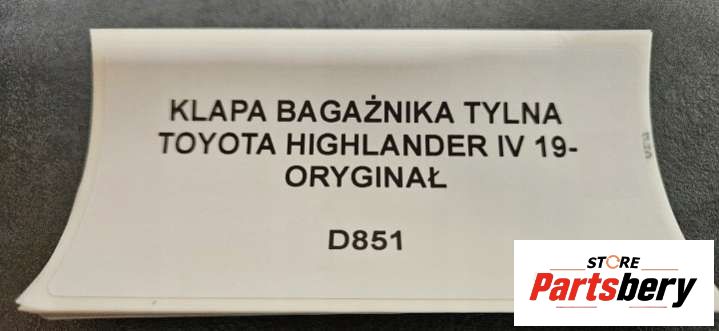 KLAPA BAGAŻNIKA TYLNA
TOYOTA HIGHLANDER IV 19-
ORYGINAŁ
D851
STORE
Partsbery